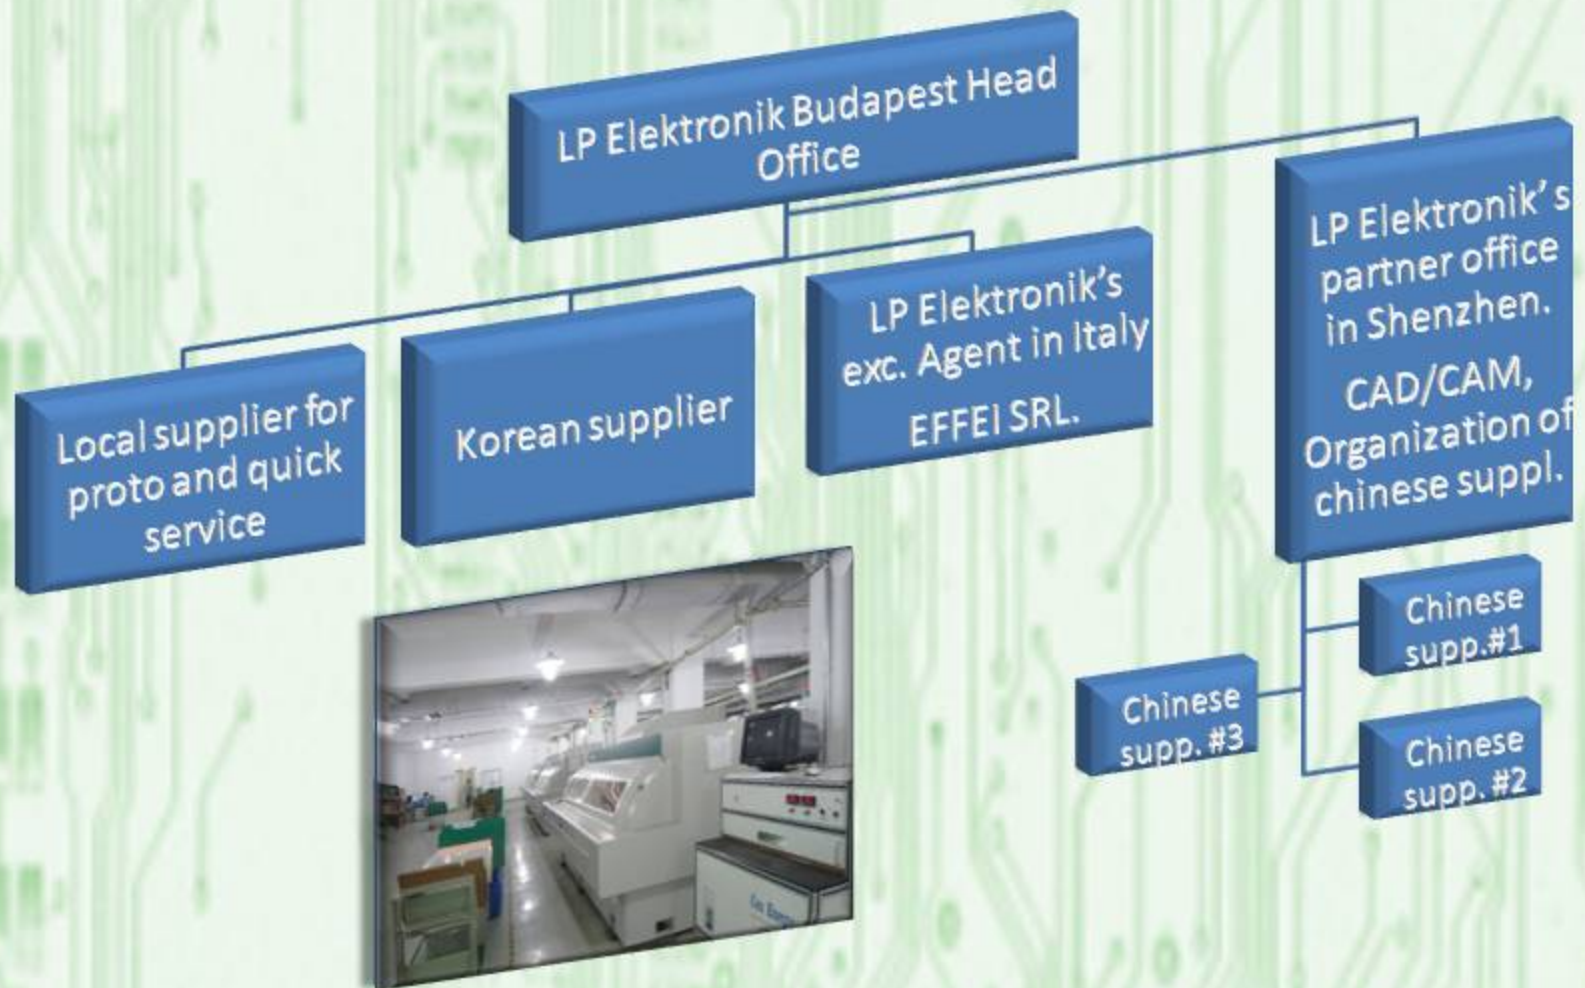 LP Elektronik Budapest Head
Office
Local supplier for
proto and quick
service
Korean supplier
LP Elektronik's
exc. Agent in Italy
EFFEI SRL.
LP Elektronik's
partner office
in Shenzhen.
CAD/CAM,
Organization of
chinese suppl.
Chinese
supp.#1
Chinese
supp. #3
Chinese
supp. #2